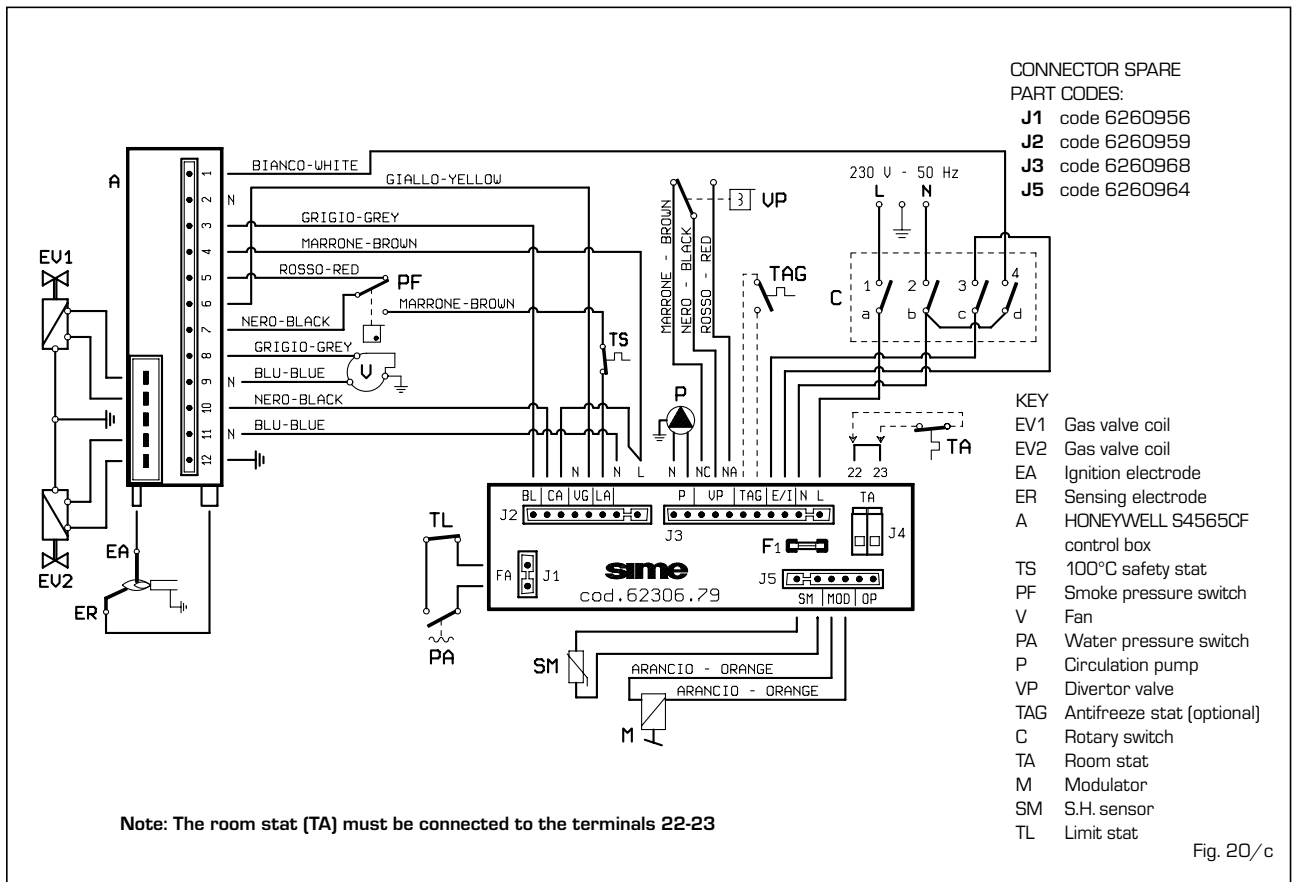 CONNECTOR SPARE
PART CODES:
J1 code 6260956
J2 code 6260959
J3 code 6260968
J5 code 6260964
230 V - 50 Hz
L N
A
BIANCO-WHITE
GIALLO-YELLOW
GRIGIO-GREY
MARRONE-BROWN
ROSSO-RED
PF
MARRONE-BROWN
NERO-BLACK
GRIGIO-GREY
BLU-BLUE
NERO-BLACK
BLU-BLUE
1
2 N
3
4
5
6
7
8
9 N
10
11 N
12
EV1
EV2
EA
ER
V
TS
MARRONE - BROWN
NERO - BLACK
ROSSO - RED
VP
TAG
C
1 2 3 4
a b c d
P
TA
22 23
N N L
N NC NA
BL CA VG LA
P VP TAG E/I N L
TA
J2
J3
J4
F1
TL
FA J1
sime
cod.62306.79
J5
SM MOD OP
PA
SM
ARANCIO - ORANGE
ARANCIO - ORANGE
M
KEY
EV1 Gas valve coil
EV2 Gas valve coil
EA Ignition electrode
ER Sensing electrode
A HONEYWELL S4565CF
control box
TS 100°C safety stat
PF Smoke pressure switch
V Fan
PA Water pressure switch
P Circulation pump
VP Divertor valve
TAG Antifreeze stat (optional)
C Rotary switch
TA Room stat
M Modulator
SM S.H. sensor
TL Limit stat
Note: The room stat (TA) must be connected to the terminals 22-23
Fig. 20/c